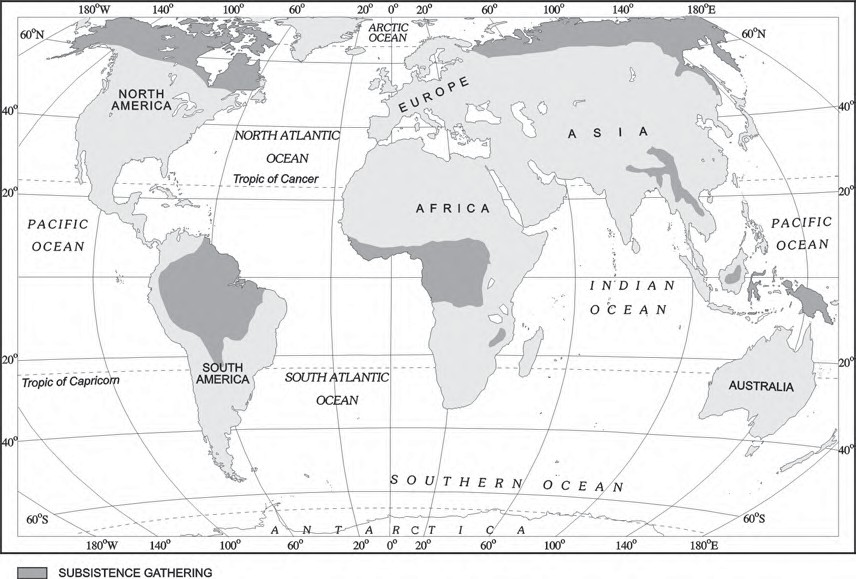 180°W 140° 100° 60° 20° 0° 20° 60° 100° 140° 180°E
ARCTIC
OCEAN
60°N 60°N
NORTH
AMERICA
EUROPE
ASIA
40° 40°
NORTH ATLANTIC
OCEAN
Tropic of Cancer
20° 20°
AFRICA
PACIFIC
OCEAN
PACIFIC
OCEAN
INDIAN
OCEAN
20° 20°
Tropic of Capricorn
SOUTH
AMERICA
SOUTH ATLANTIC
OCEAN
AUSTRALIA
40° 40°
SOUTHERN OCEAN
60°S 60°S
ANTARCTICA
180°W 140° 100° 60° 20° 0° 20° 60° 100° 140° 180°E
SUBSISTENCE GATHERING